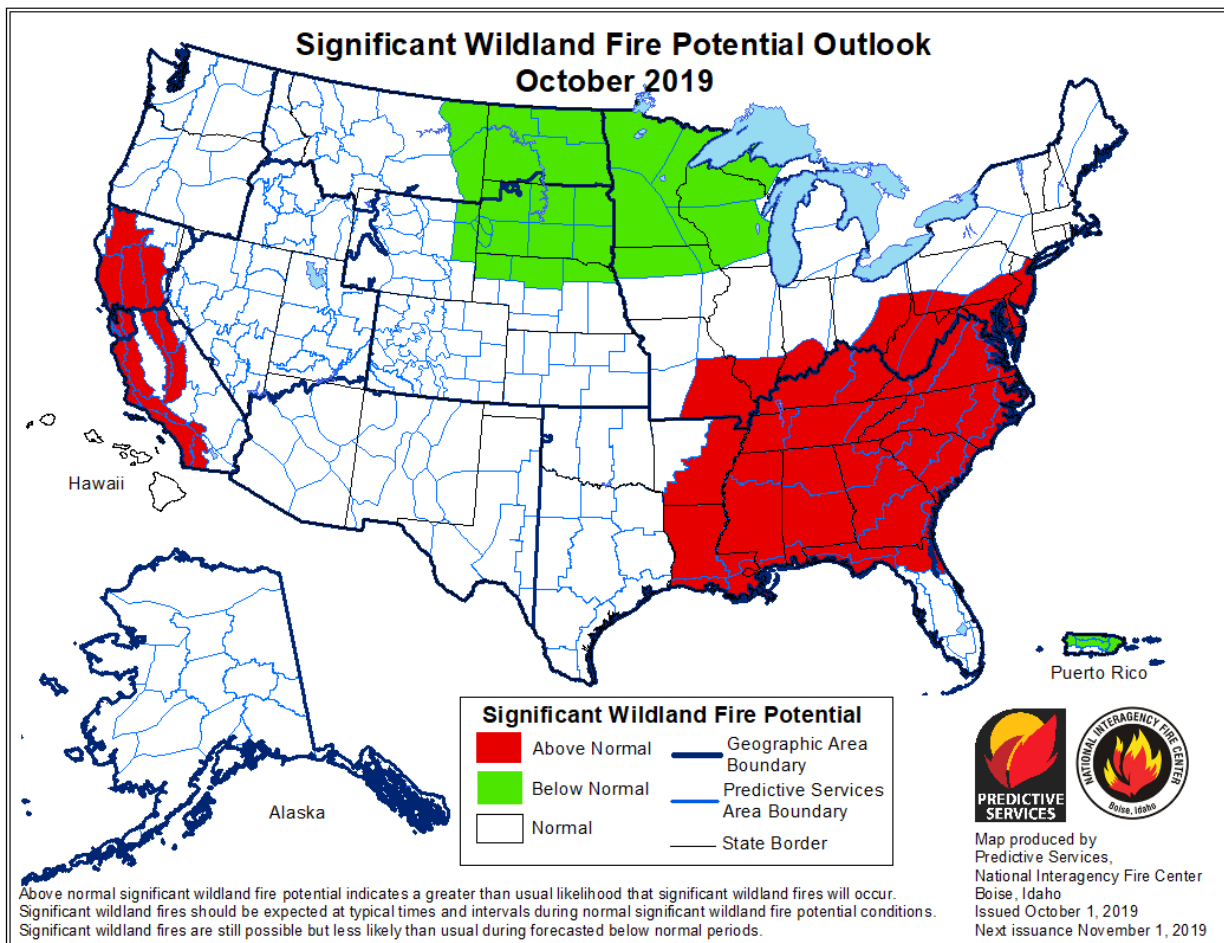 Significant Wildland Fire Potential Outlook
October 2019
Hawaii
Alaska
Puerto Rico
Significant Wildland Fire Potential
Above Normal
Below Normal
Normal
Geographic Area
Boundary
Predictive Services
Area Boundary
State Border
PREDICTIVE
SERVICES
NATIONAL INTERAGENCY FIRE CENTER
Boise, Idaho
Map produced by
Predictive Services,
National Interagency Fire Center
Boise, Idaho
Issued October 1, 2019
Next issuance November 1, 2019
Above normal significant wildland fire potential indicates a greater than usual likelihood that significant wildland fires will occur.
Significant wildland fires should be expected at typical times and intervals during normal significant wildland fire potential conditions.
Significant wildland fires are still possible but less likely than usual during forecasted below normal periods.